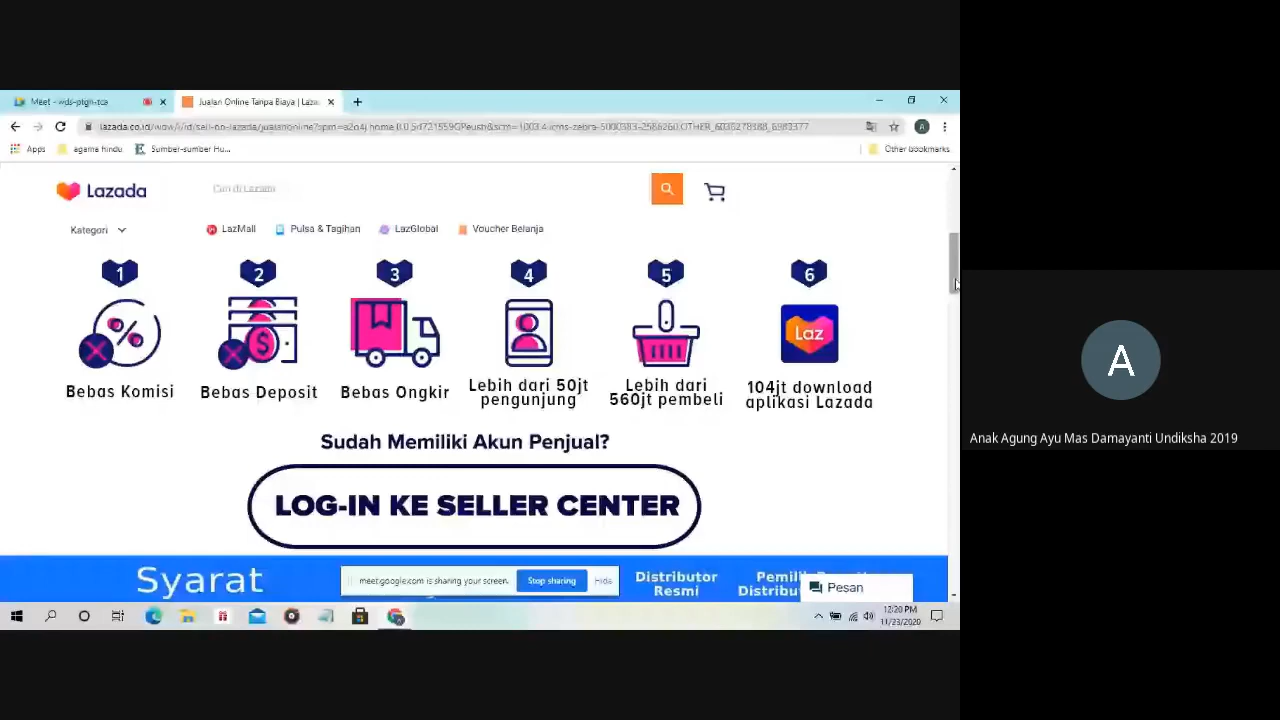 Meet - wds-ptgh-tca
Jualan Online Tanpa Biaya | Laza
Apps
agama hindu
Sumber-sumber Hu...
Other bookmarks
Lazada
Cari di Lazada
Kategori
LazMall
Pulsa & Tagihan
LazGlobal
Voucher Belanja
1
2
3
4
5
6
Laz
Bebas Komisi
Bebas Deposit
Bebas Ongkir
Lebih dari 50jt
pengunjung
Lebih dari
560jt pembeli
104jt download
aplikasi Lazada
Sudah Memiliki Akun Penjual?
LOG-IN KE SELLER CENTER
Syarat
meet.google.com is sharing your screen.
Stop sharing
Hide
Distributor
Resmi
Pesan
12:20 PM
11/23/2020
A
Anak Agung Ayu Mas Damayanti Undiksha 2019